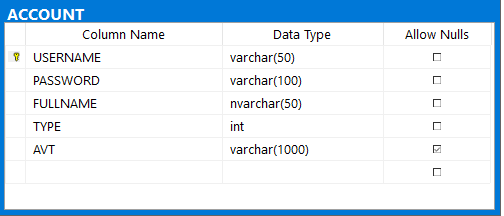 ACCOUNT
Column Name Data Type Allow Nulls
USERNAME varchar(50)
PASSWORD varchar(100)
FULLNAME nvarchar(50)
TYPE int
AVT varchar(1000)